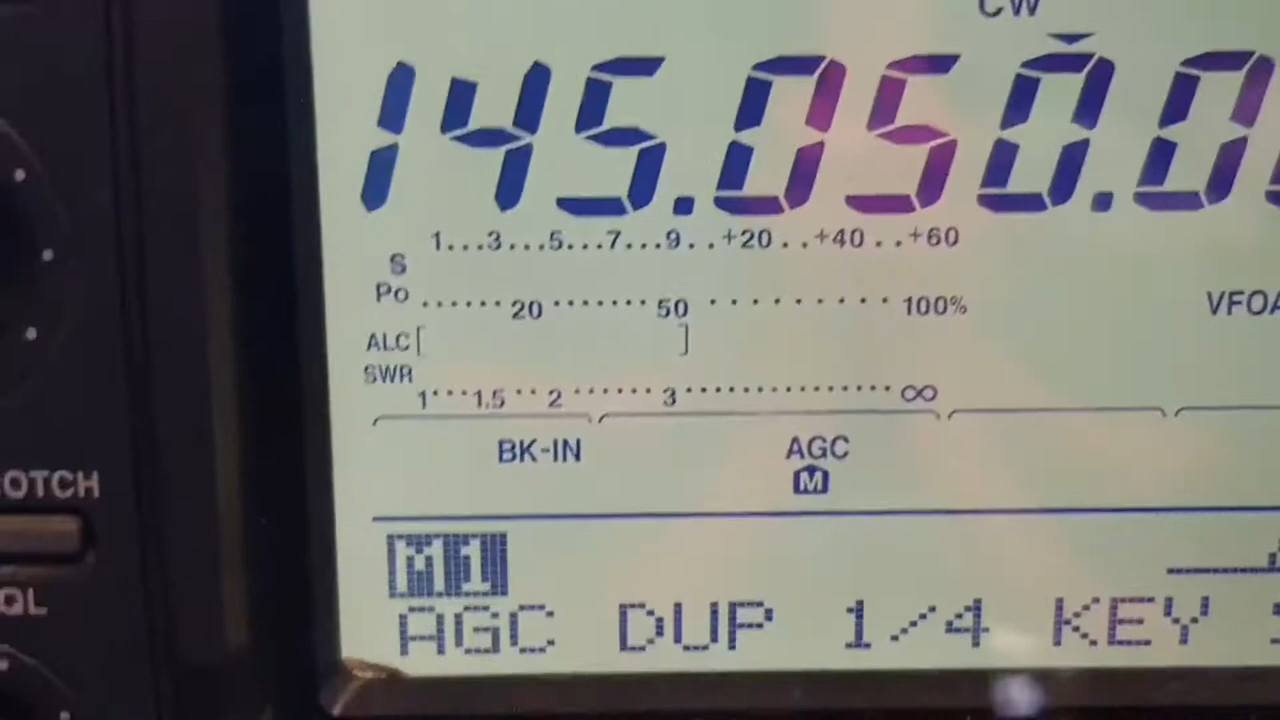 CW
145.050.0
1...3...5...7...9..+20..+40..+60
S
Po ......20.......50..........100%
VFOA
ALC[ ]
SWR
1···1.5··2······3···············∞
BK-IN AGC
M
OTCH
M1
QL
AGC DUP 1/4 KEY